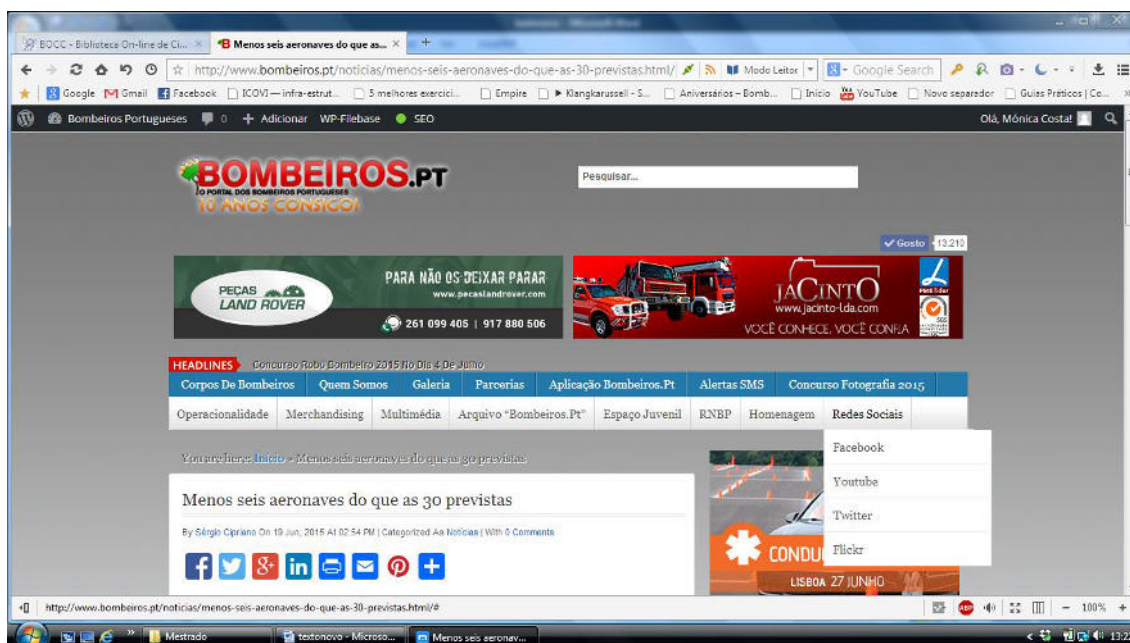 BOCC - Biblioteca On-line de Ci...
Menos seis aeronaves do que as...
http://www.bombeiros.pt/noticias/menos-seis-aeronaves-do-que-as-30-previstas.html/
Modo Leitor
Google Search
Google
Gmail
Facebook
ICOVI — infra-estrut...
5 melhores exercíci...
Empire
Klangkarussell - S...
Aniversários – Bomb...
Início
YouTube
Novo separador
Guias Práticos | Co...
Bombeiros Portugueses
0
Adicionar
WP-Filebase
SEO
Olá, Mónica Costa!
BOMBEIROS.PT
O PORTAL DOS BOMBEIROS PORTUGUESES
10 ANOS CONSIGO!
Pesquisar...
Gosto
13.210
PEÇAS
LAND ROVER
PARA NÃO OS DEIXAR PARAR
www.pecaslandrover.com
261 099 405 | 917 880 506
JACINTO
www.jacinto-lda.com
VOCÊ CONHECE, VOCÊ CONFIA
HEADLINES
Concurso Robô Bombeiro 2015 No Dia 4 De Julho
Corpos De Bombeiros
Quem Somos
Galeria
Parcerias
Aplicação Bombeiros.Pt
Alertas SMS
Concurso Fotografia 2015
Operacionalidade
Merchandising
Multimédia
Arquivo "Bombeiros.Pt"
Espaço Juvenil
RNBP
Homenagem
Redes Sociais
Facebook
Youtube
Twitter
Flickr
You are here: Início » Menos seis aeronaves do que as 30 previstas
Menos seis aeronaves do que as 30 previstas
By Sérgio Cipriano On 19 Jun, 2015 At 02:54 PM | Categorized As Notícias | With 0 Comments
CONDU
LISBOA 27 JUNHO
http://www.bombeiros.pt/noticias/menos-seis-aeronaves-do-que-as-30-previstas.html/#
ABP
100%
Mestrado
textonovo - Microso...
Menos seis aeronav...
13:2